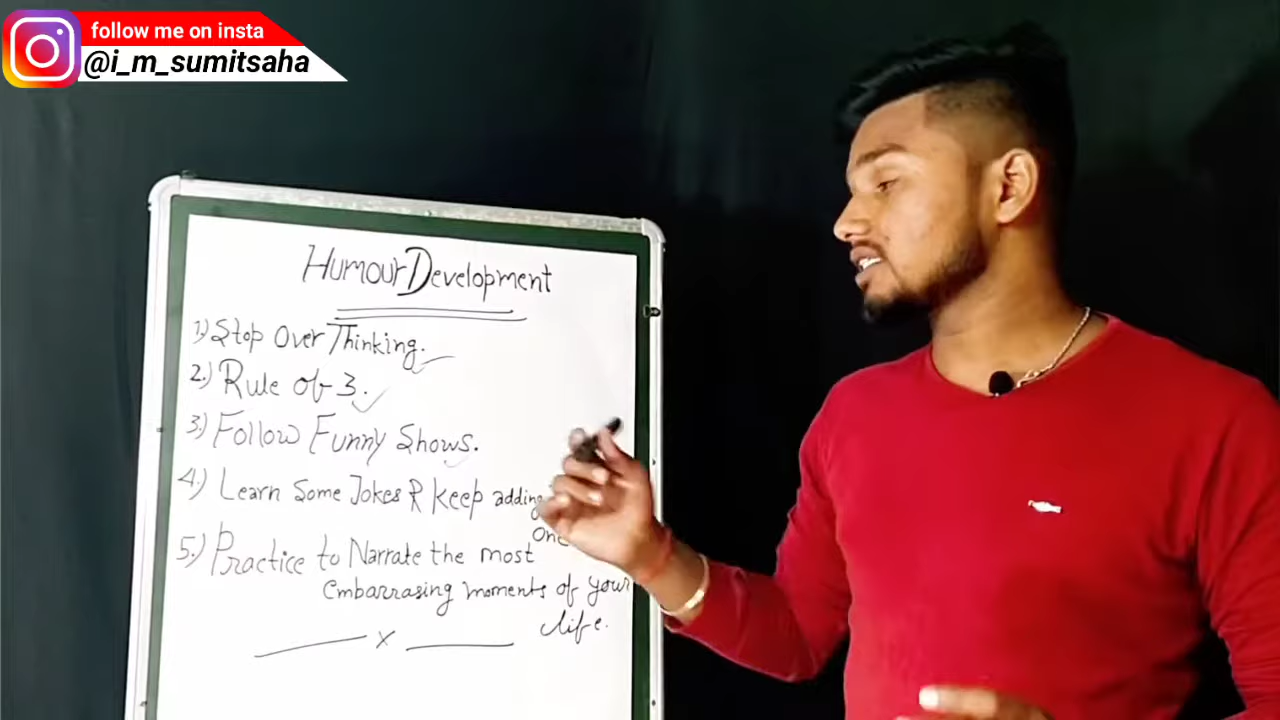 follow me on insta
@i_m_sumitsaha
Humour Development
1.) Stop Over Thinking.
2.) Rule of 3.
3.) Follow Funny Shows.
4.) Learn Some Jokes & Keep adding
5.) Practice to Narrate the most
Embarrasing moments of your
life.
x